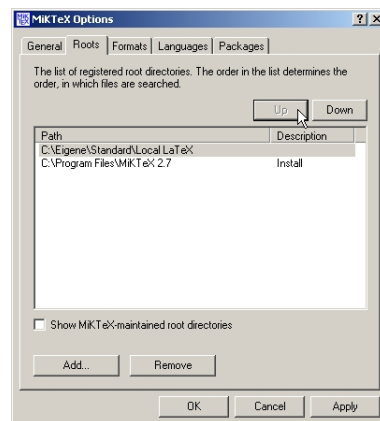 MiKTeX Options
General Roots Formats Languages Packages
The list of registered root directories. The order in the list determines the
order, in which files are searched.
Up Down
Path Description
C:\Eigene\Standard\Local LaTeX
C:\Program Files\MiKTeX 2.7 Install
Show MiKTeX-maintained root directories
Add... Remove
OK Cancel Apply